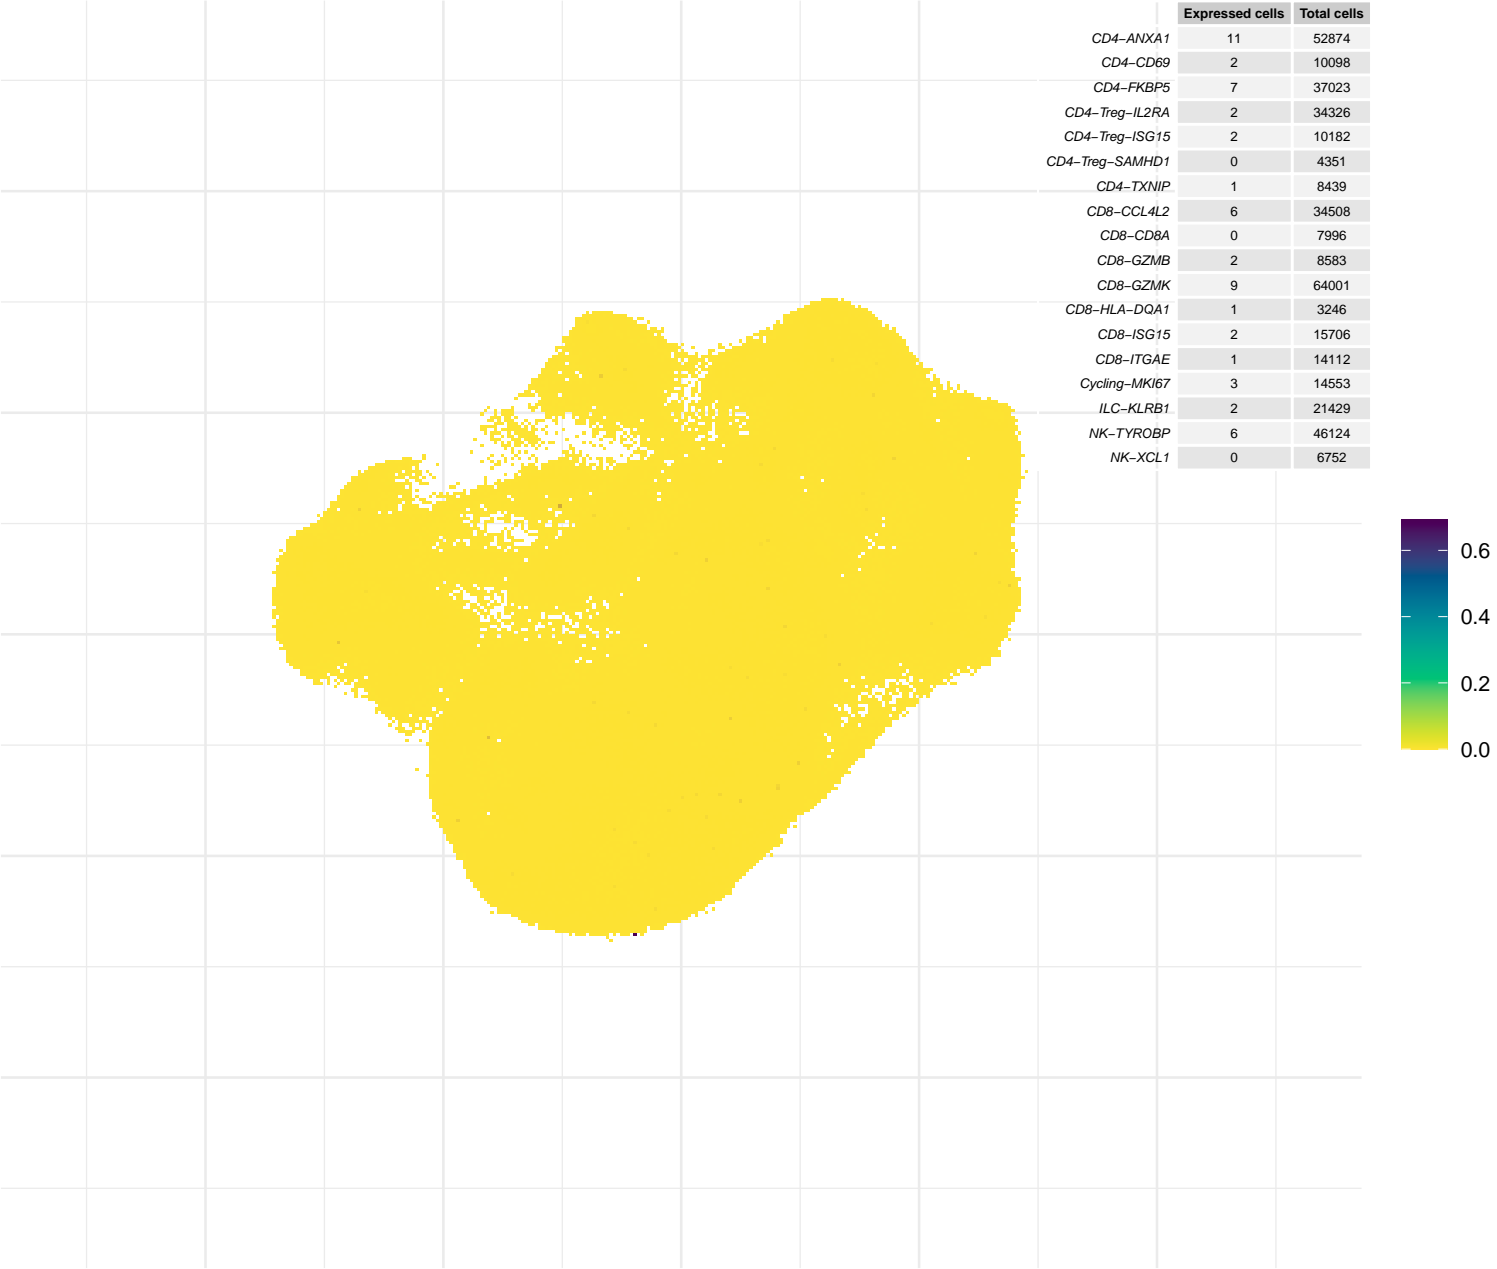 Expressed cells Total cells
CD4−ANXA1 11 52874
CD4−CD69 2 10098
CD4−FKBP5 7 37023
CD4−Treg−IL2RA 2 34326
CD4−Treg−ISG15 2 10182
CD4−Treg−SAMHD1 0 4351
CD4−TXNIP 1 8439
CD8−CCL4L2 6 34508
CD8−CD8A 0 7996
CD8−GZMB 2 8583
CD8−GZMK 9 64001
CD8−HLA−DQA1 1 3246
CD8−ISG15 2 15706
CD8−ITGAE 1 14112
Cycling−MKI67 3 14553
ILC−KLRB1 2 21429
NK−TYROBP 6 46124
NK−XCL1 0 6752
0.6
0.4
0.2
0.0